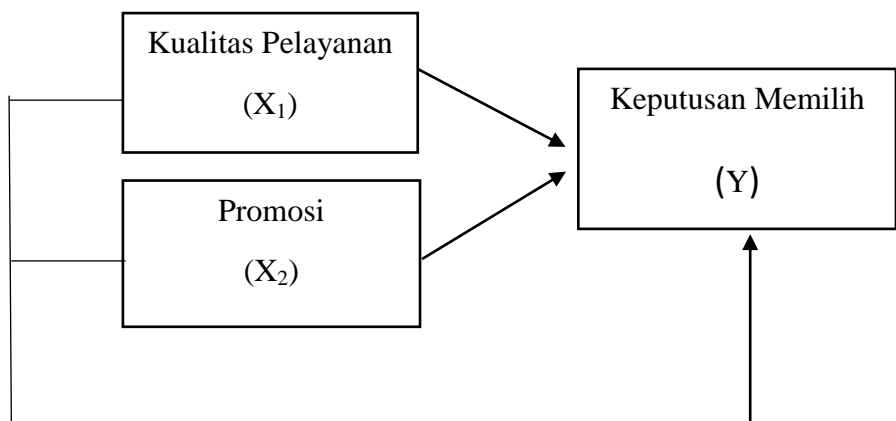 Kualitas Pelayanan
(X₁)
Keputusan Memilih
(Y)
Promosi
(X₂)